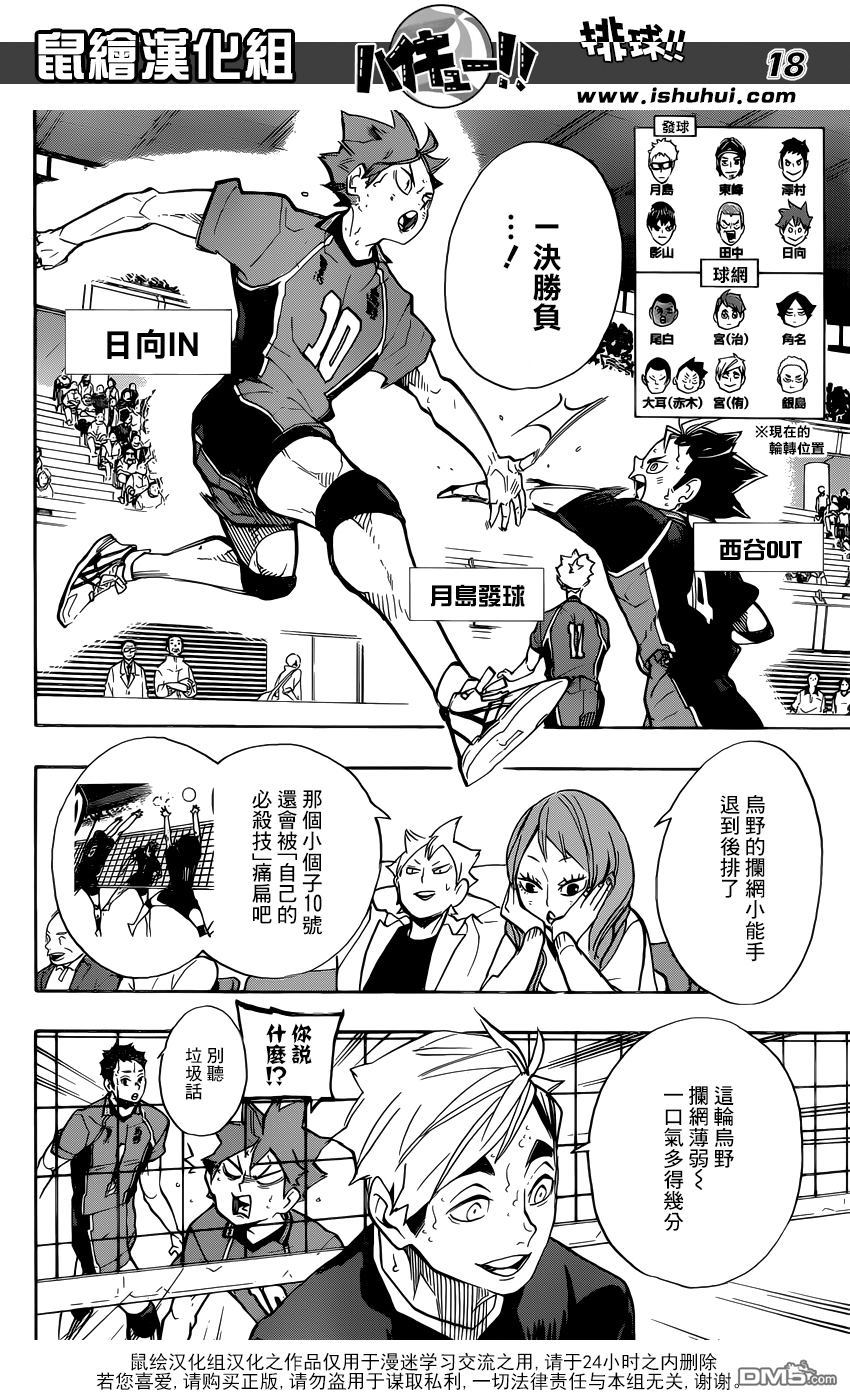 鼠繪漢化組
ハイキュー!!
排球!!
18
www.ishuhui.com
發球
月島 東峰 澤村
影山 田中 日向
球網
尾白 宮(治) 角名
大耳(赤木) 宮(侑) 銀島
※現在的
輪轉位置
一決勝負
…！
日向IN
西谷OUT
月島發球
10
11
烏野的攔網小能手
退到後排了
那個小個子10號
還會被「自己的
必殺技」痛扁吧
這輪烏野
攔網薄弱~
一口氣多得幾分
你說
什麼!?
別聽
垃圾話
鼠绘汉化组汉化之作品仅用于漫迷学习交流之用, 请于24小时之内删除
若您喜爱, 请购买正版, 请勿部用于谋取私利, 一切法律责任与本组无关, 谢谢。
DM5.com